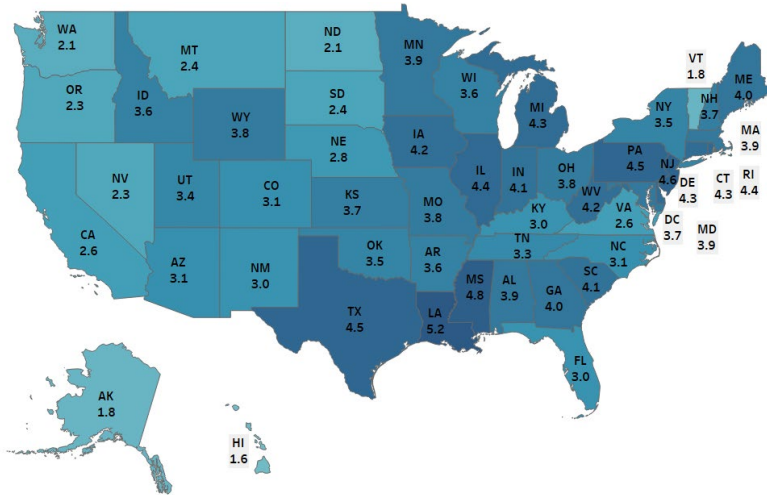 WA
2.1
MT
2.4
ND
2.1
MN
3.9
VT
1.8
ME
4.0
OR
2.3
ID
3.6
WY
3.8
SD
2.4
WI
3.6
MI
4.3
NY
3.5
NH
3.7
MA
3.9
NV
2.3
UT
3.4
CO
3.1
NE
2.8
IA
4.2
IL
4.4
IN
4.1
OH
3.8
PA
4.5
NJ
4.6
DE
4.3
CT
4.3
RI
4.4
CA
2.6
KS
3.7
MO
3.8
KY
3.0
WV
4.2
VA
2.6
DC
3.7
MD
3.9
AZ
3.1
NM
3.0
OK
3.5
AR
3.6
TN
3.3
NC
3.1
TX
4.5
LA
5.2
MS
4.8
AL
3.9
GA
4.0
SC
4.1
FL
3.0
AK
1.8
HI
1.6